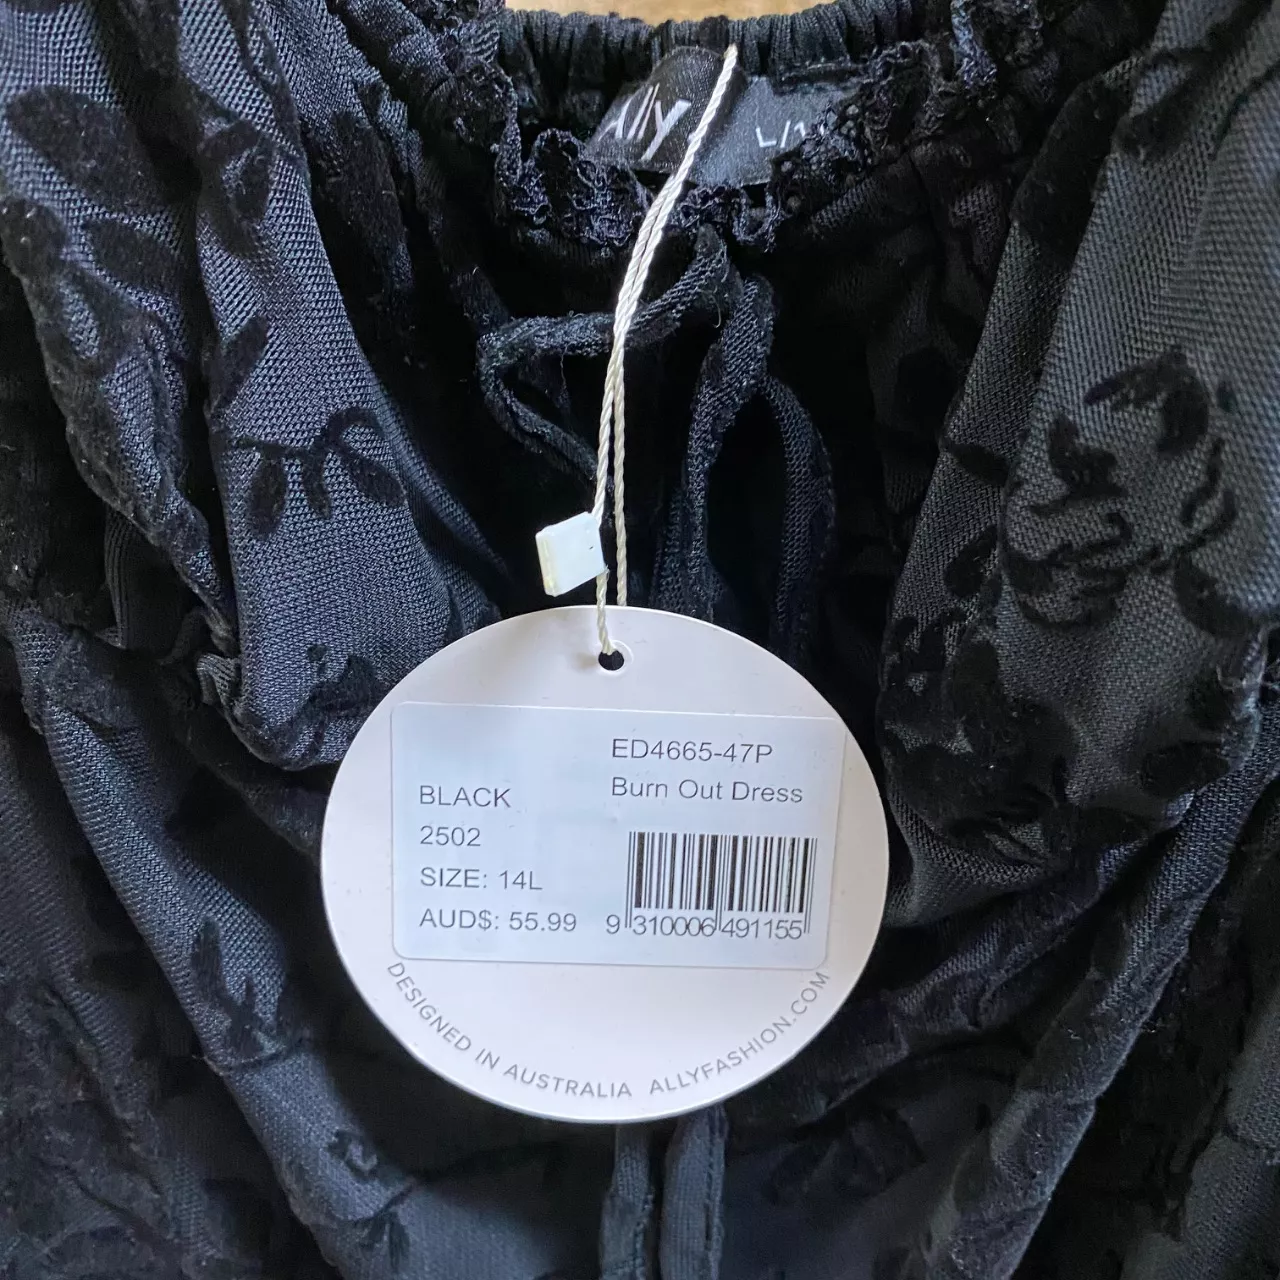 Ally
ED4665-47P
Burn Out Dress
BLACK
2502
SIZE: 14L
AUD$: 55.99
9 310006 491155
DESIGNED IN AUSTRALIA ALLYFASHION.COM